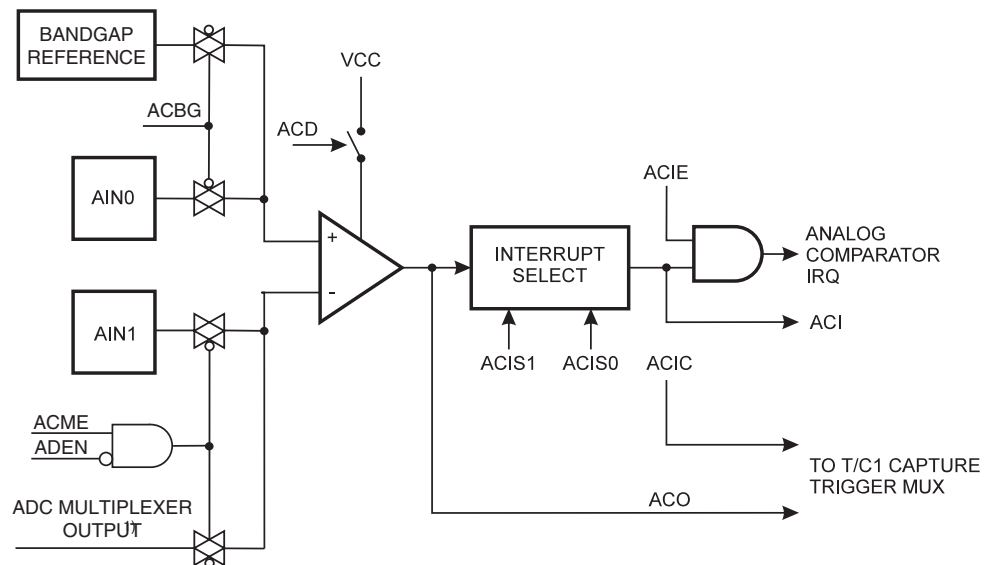 BANDGAP
REFERENCE
ACBG
AIN0
AIN1
ACME
ADEN
ADC MULTIPLEXER
OUTPUT
1)
VCC
ACD
+
-
INTERRUPT
SELECT
ACIS1 ACIS0
ACIE
ANALOG
COMPARATOR
IRQ
ACI
ACIC
TO T/C1 CAPTURE
TRIGGER MUX
ACO